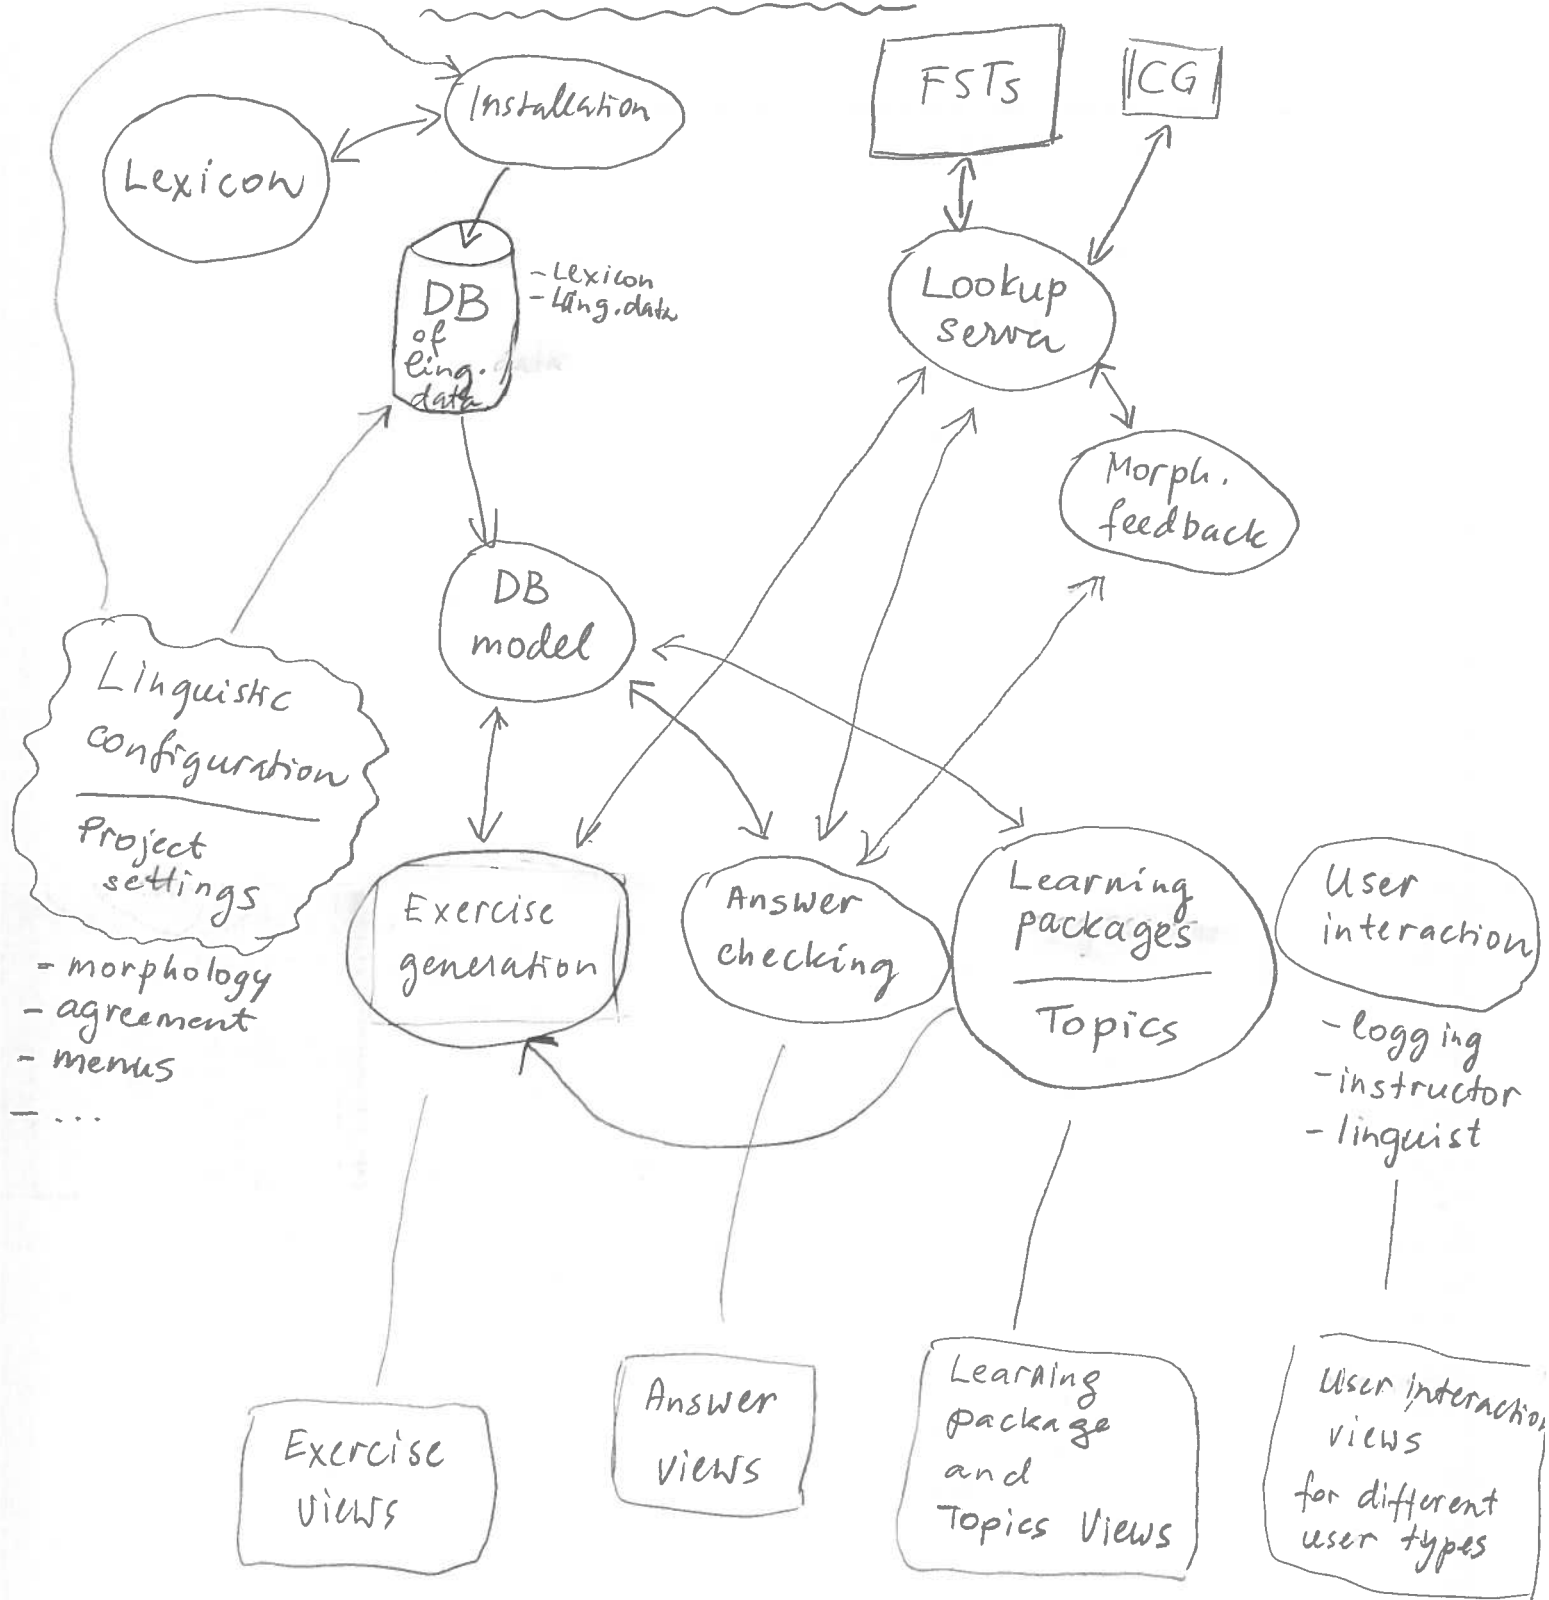 Installation
FSTs
CG
Lexicon
DB
of
ling.
data
- Lexicon
- Ling.data
Lookup
server
Morph.
feedback
DB
model
Linguistic
configuration
Project
settings
- morphology
- agreement
- menus
- ...
Exercise
generation
Answer
checking
Learning
packages
Topics
User
interaction
- logging
- instructor
- linguist
Exercise
views
Answer
views
Learning
package
and
Topics Views
User interaction
views
for different
user types